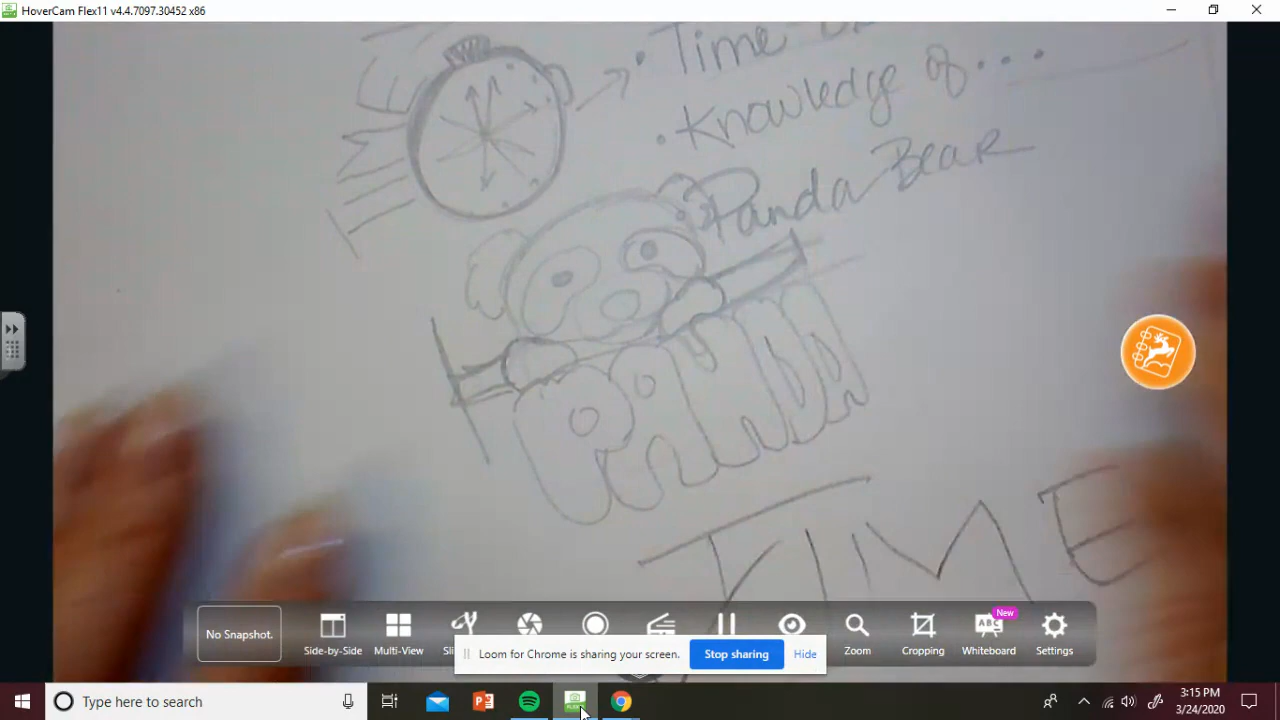 HoverCam Flex11 v4.4.7097.30452 x86
TIME
• Time
• Knowledge of...
• Panda Bear
PANDA
TIME
No Snapshot.
Side-by-Side
Multi-View
New
Zoom
Cropping
Whiteboard
Settings
Loom for Chrome is sharing your screen.
Stop sharing
Hide
Type here to search
3:15 PM
3/24/2020